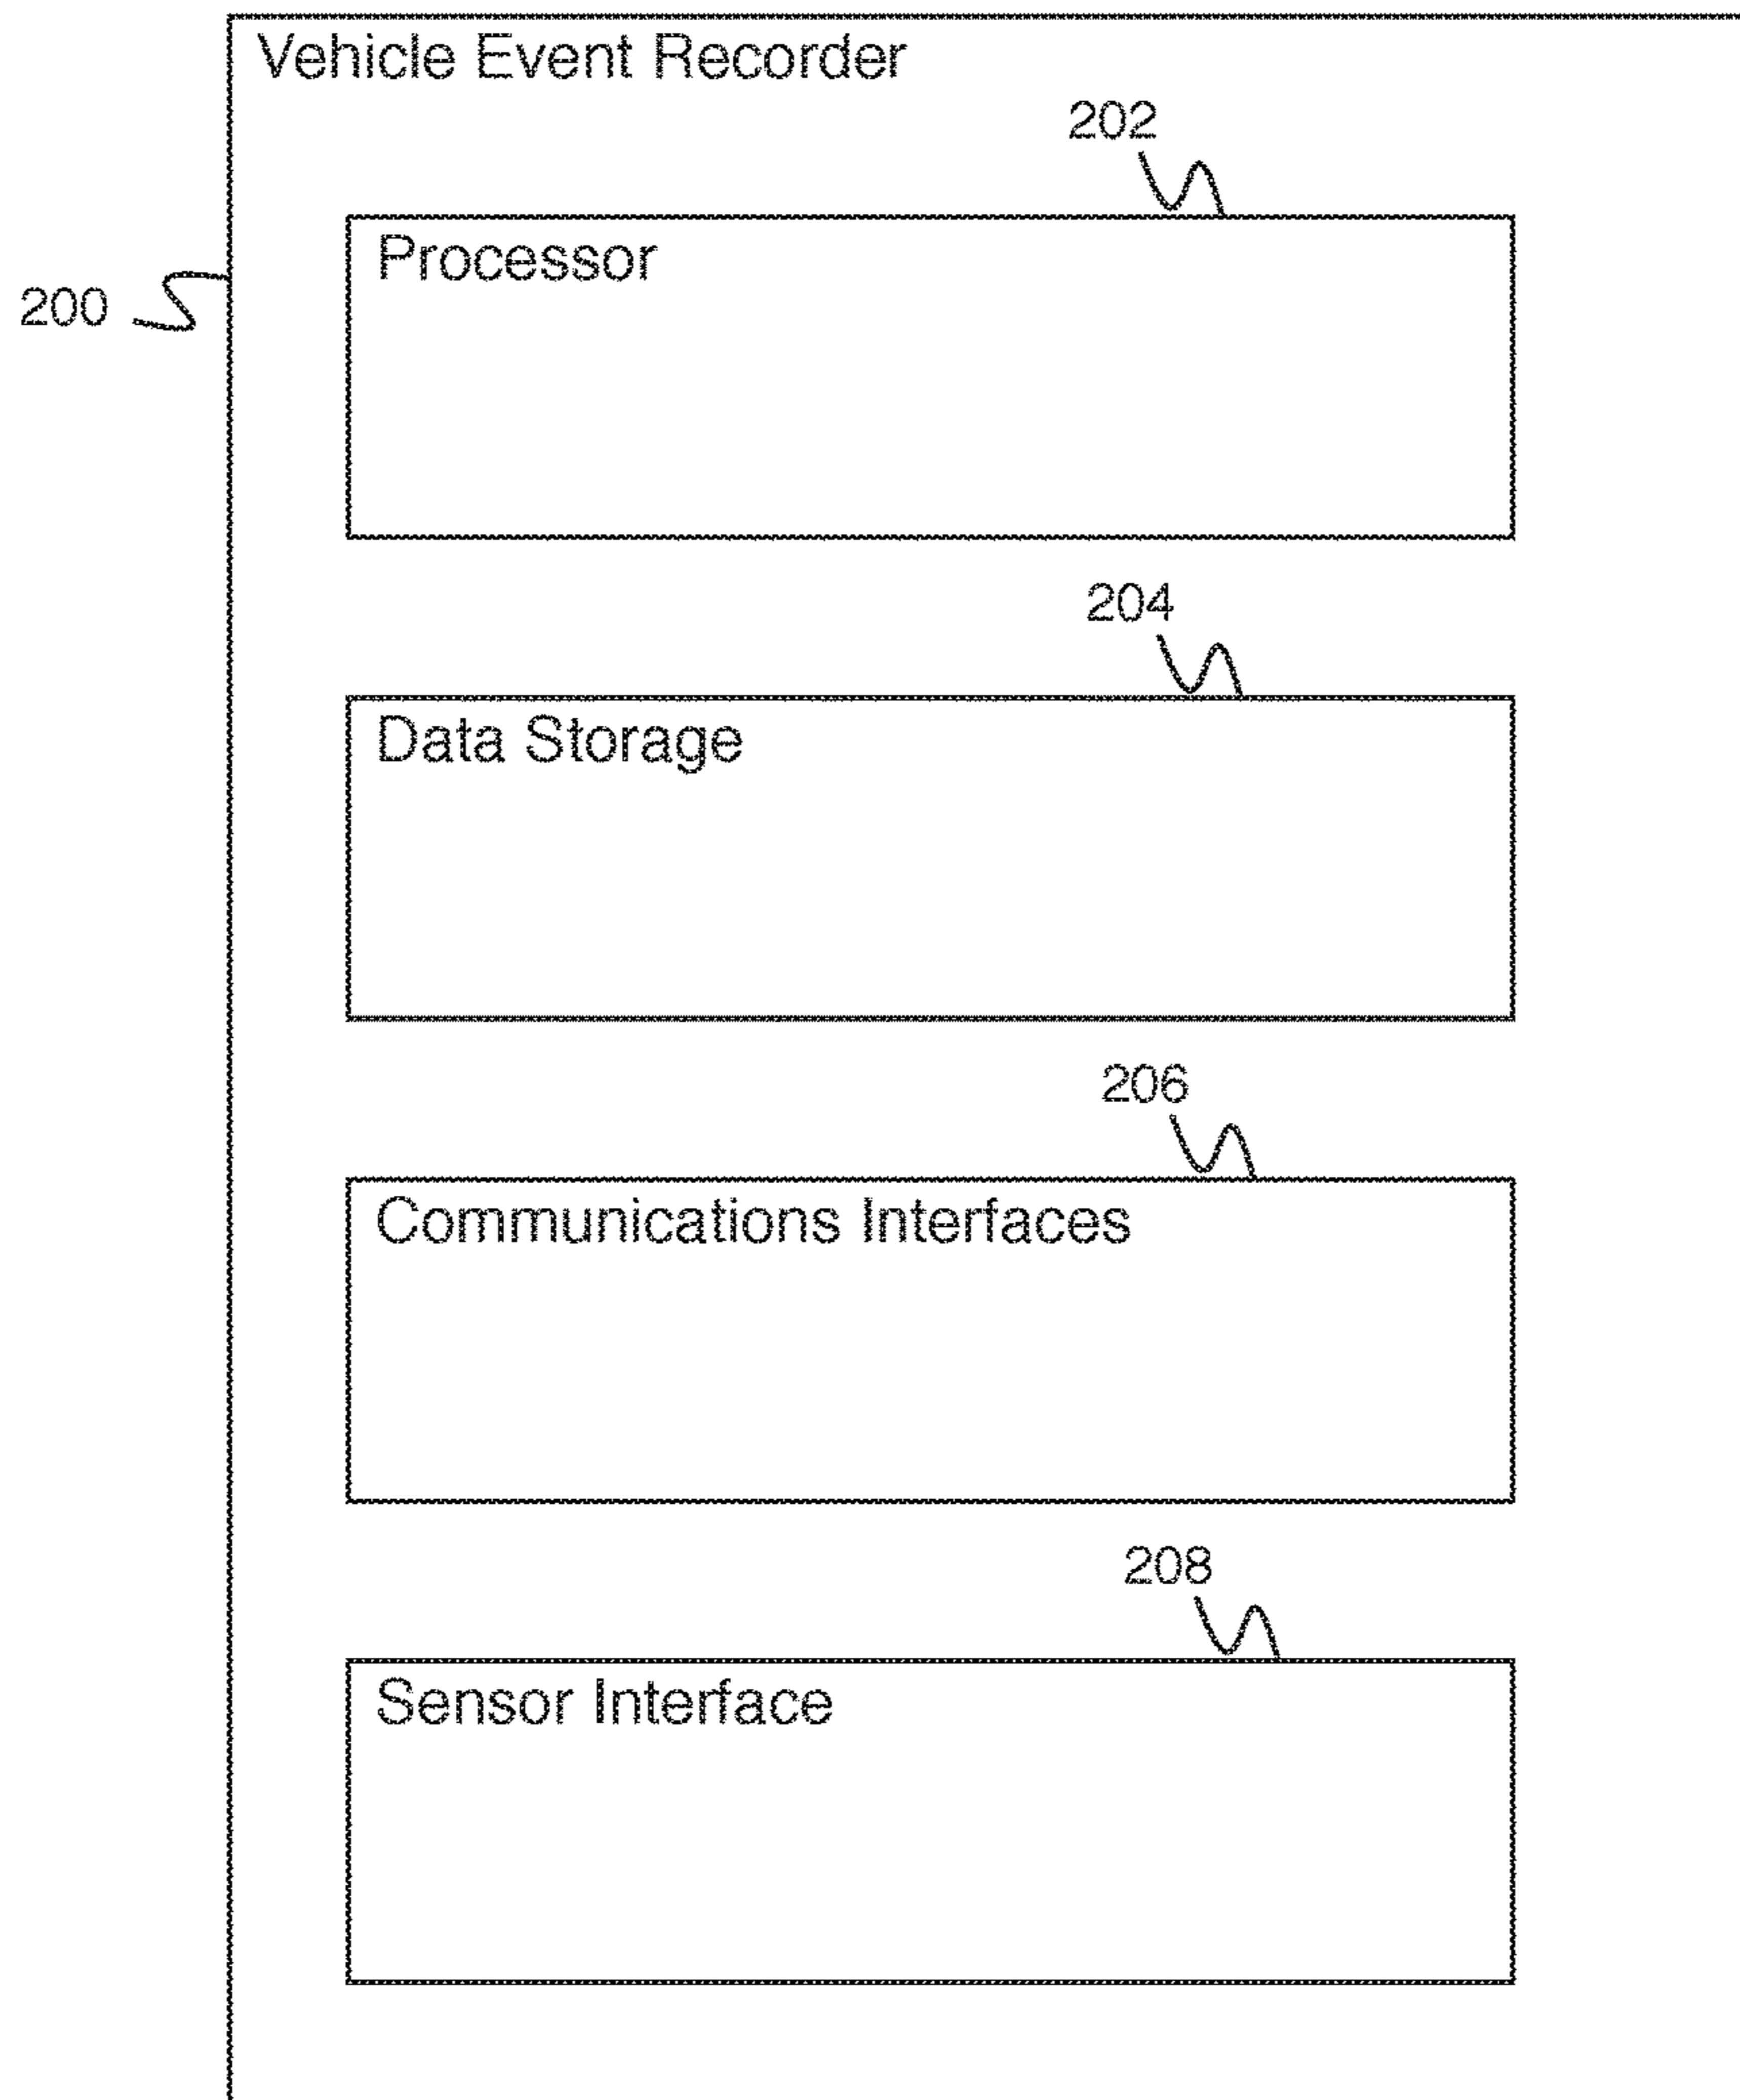 Vehicle Event Recorder
202
Processor
200
204
Data Storage
206
Communications Interfaces
208
Sensor Interface